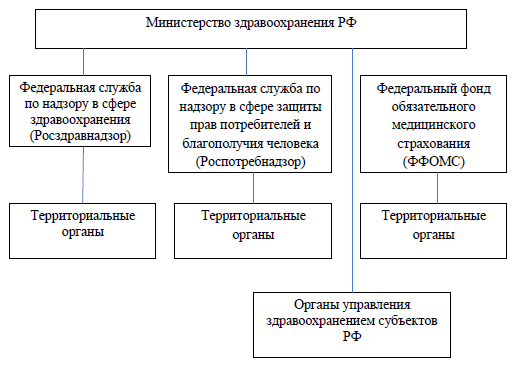 Министерство здравоохранения РФ
Федеральная служба
по надзору в сфере
здравоохранения
(Росздравнадзор)
Федеральная служба по
надзору в сфере защиты
прав потребителей и
благополучия человека
(Роспотребнадзор)
Федеральный фонд
обязательного
медицинского
страхования
(ФФОМС)
Территориальные
органы
Территориальные
органы
Территориальные
органы
Органы управления
здравоохранением субъектов
РФ